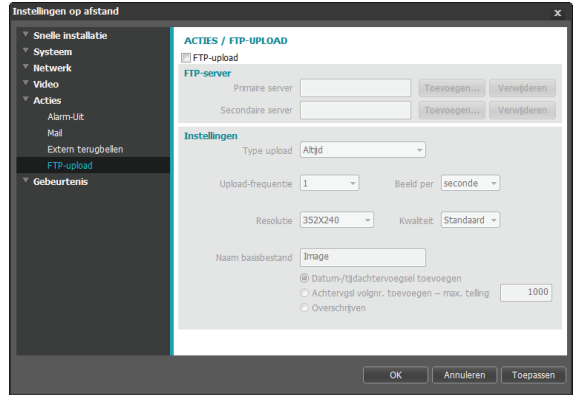 Instellingen op afstand
x
Snelle installatie
Systeem
Netwerk
Video
Acties
Alarm-Uit
Mail
Extern terugbellen
FTP-upload
Gebeurtenis
ACTIES / FTP-UPLOAD
FTP-upload
FTP-server
Primaire server Toevoegen... Verwijderen
Secondaire server Toevoegen... Verwijderen
Instellingen
Type upload Altijd
Upload-frequentie 1 Beeld per seconde
Resolutie 352X240 Kwaliteit Standaard
Naam basisbestand Image
Datum-/tijdachtervoegsel toevoegen
Achtervgsl volgnr. toevoegen – max. telling 1000
Overschrijven
OK Annuleren Toepassen